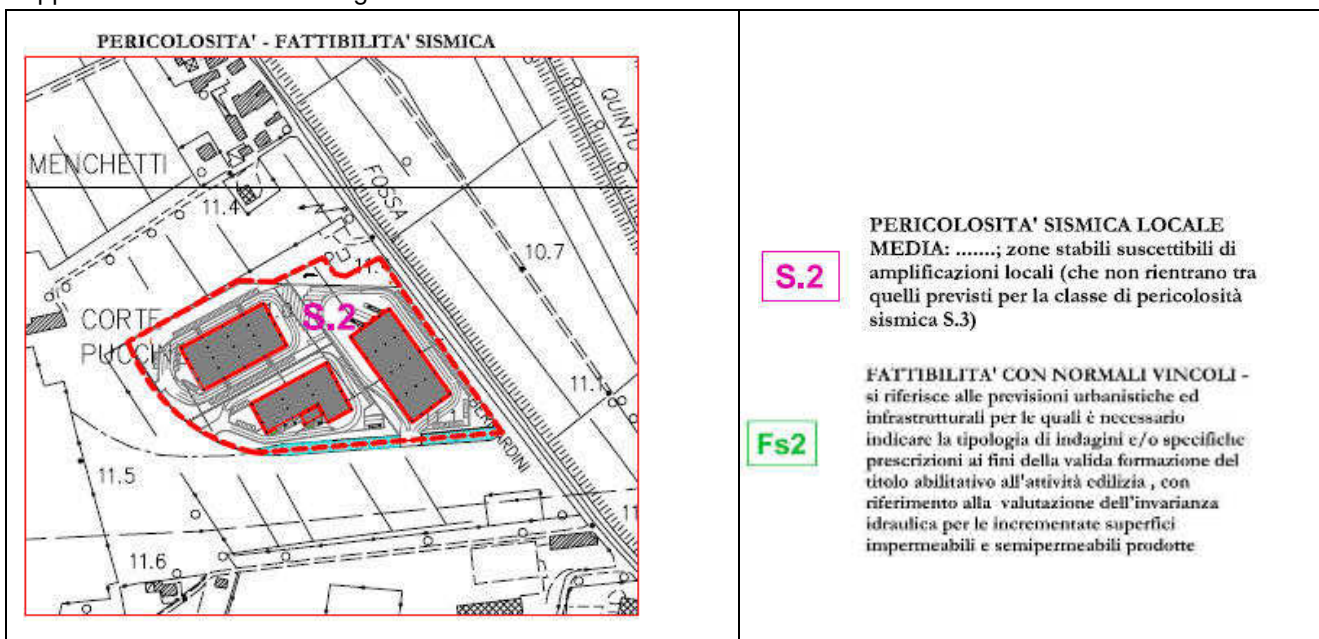 PERICOLOSITA' - FATTIBILITA' SISMICA
QUINTO
MENCHETTI
FOSSA
11.4
10.7
CORTE
PUCCINI
S.2
11.1
BERNARDINI
11.5
11.6
S.2
PERICOLOSITA' SISMICA LOCALE
MEDIA: .......; zone stabili suscettibili di
amplificazioni locali (che non rientrano tra
quelli previsti per la classe di pericolosità
sismica S.3)
Fs2
FATTIBILITA' CON NORMALI VINCOLI -
si riferisce alle previsioni urbanistiche ed
infrastrutturali per le quali è necessario
indicare la tipologia di indagini e/o specifiche
prescrizioni ai fini della valida formazione del
titolo abilitativo all'attività edilizia , con
riferimento alla valutazione dell'invarianza
idraulica per le incrementate superfici
impermeabili e semipermeabili prodotte